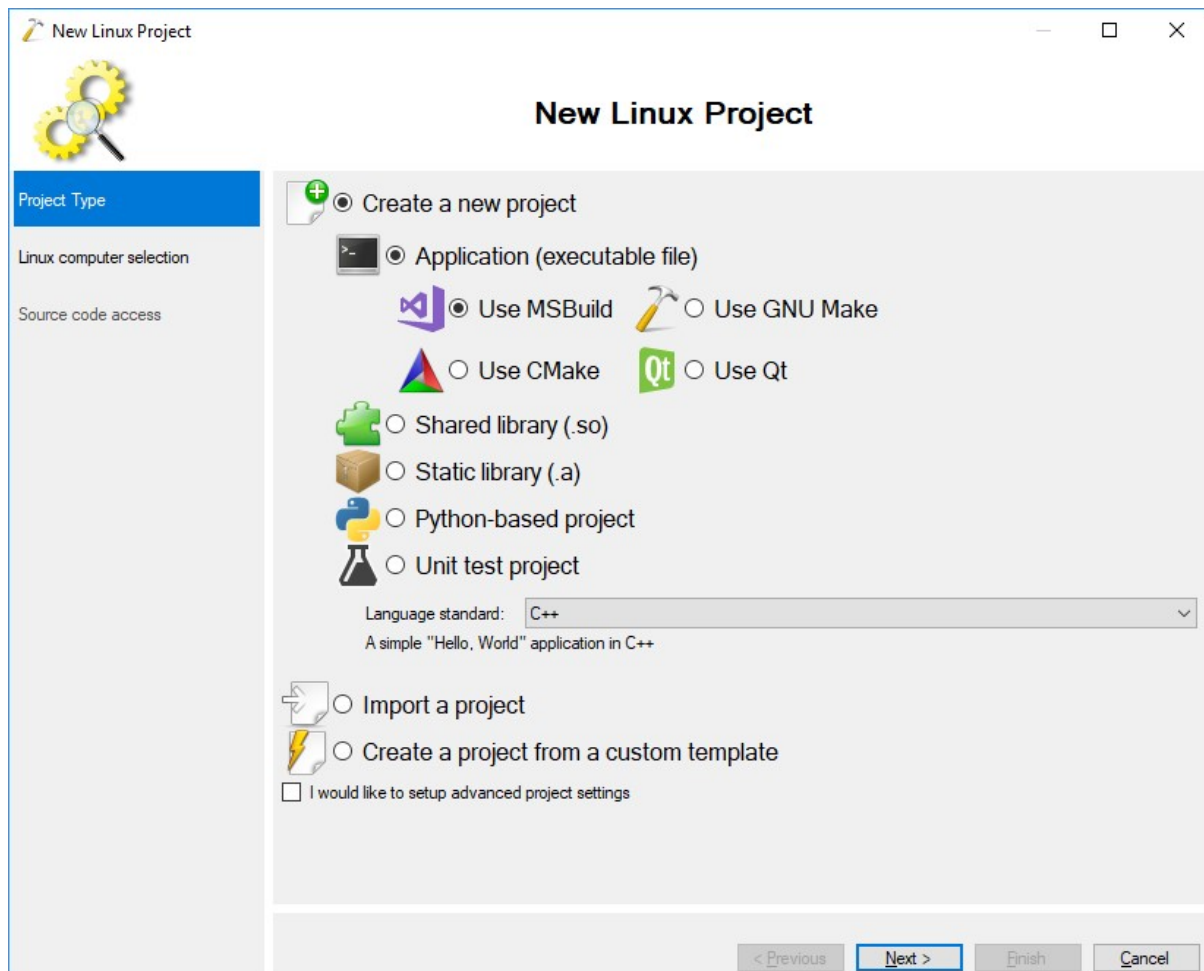 New Linux Project
New Linux Project
Project Type
Linux computer selection
Source code access
Create a new project
>_
Application (executable file)
Use MSBuild Use GNU Make
Use CMake Qt Use Qt
Shared library (.so)
Static library (.a)
Python-based project
Unit test project
Language standard: C++
A simple "Hello, World" application in C++
Import a project
Create a project from a custom template
I would like to setup advanced project settings
< Previous Next > Finish Cancel